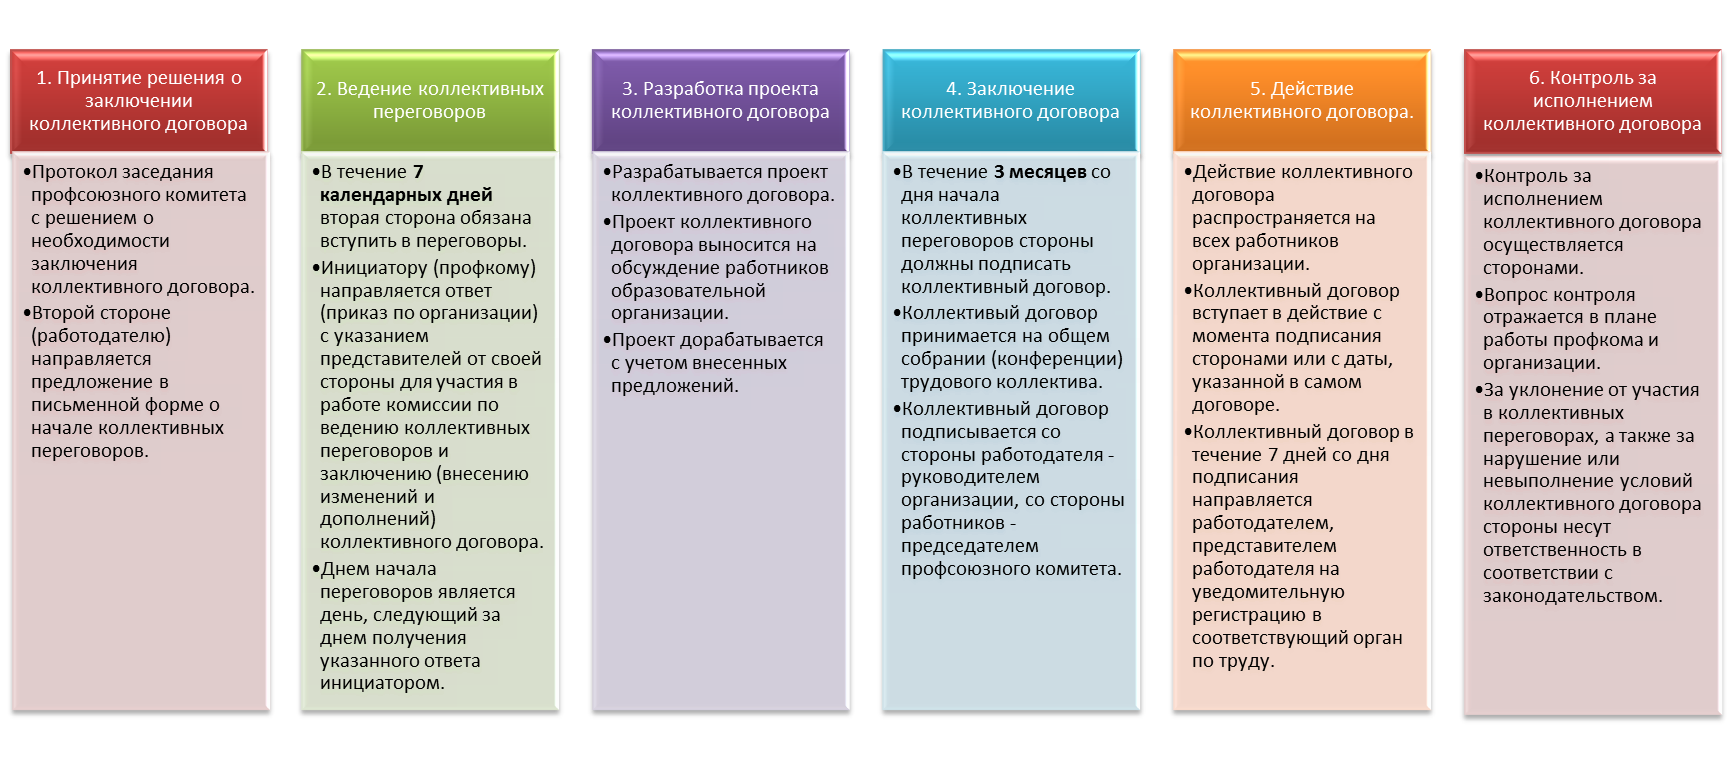 1. Принятие решения о
заключении
коллективного договора
•Протокол заседания
профсоюзного комитета
с решением о
необходимости
заключения
коллективного договора.
•Второй стороне
(работодателю)
направляется
предложение в
письменной форме о
начале коллективных
переговоров.
2. Ведение коллективных
переговоров
•В течение 7
календарных дней
вторая сторона обязана
вступить в переговоры.
•Инициатору (профкому)
направляется ответ
(приказ по организации)
с указанием
представителей от своей
стороны для участия в
работе комиссии по
ведению коллективных
переговоров и
заключению (внесению
изменений и
дополнений)
коллективного договора.
•Днем начала
переговоров является
день, следующий за
днем получения
указанного ответа
инициатором.
3. Разработка проекта
коллективного договора
•Разрабатывается проект
коллективного договора.
•Проект коллективного
договора выносится на
обсуждение работников
образовательной
организации.
•Проект дорабатывается
с учетом внесенных
предложений.
4. Заключение
коллективного договора
•В течение 3 месяцев со
дня начала
коллективных
переговоров стороны
должны подписать
коллективный договор.
•Коллективый договор
принимается на общем
собрании (конференции)
трудового коллектива.
•Коллективный договор
подписывается со
стороны работодателя -
руководителем
организации, со стороны
работников -
председателем
профсоюзного комитета.
5. Действие
коллективного договора.
•Действие коллективного
договора
распространяется на
всех работников
организации.
•Коллективный договор
вступает в действие с
момента подписания
сторонами или с даты,
указанной в самом
договоре.
•Коллективный договор в
течение 7 дней со дня
подписания
направляется
работодателем,
представителем
работодателя на
уведомительную
регистрацию в
соответствующий орган
по труду.
6. Контроль за
исполнением
коллективного договора
•Контроль за
исполнением
коллективного договора
осуществляется
сторонами.
•Вопрос контроля
отражается в плане
работы профкома и
организации.
•За уклонение от участия
в коллективных
переговорах, а также за
нарушение или
невыполнение условий
коллективного договора
стороны несут
ответственность в
соответствии с
законодательством.